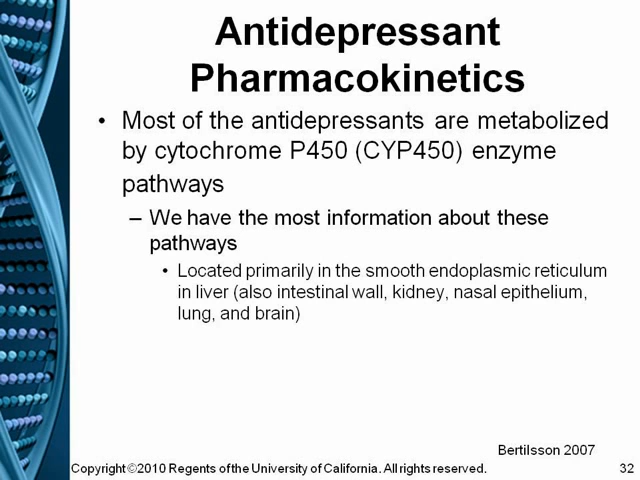 Antidepressant
Pharmacokinetics
• Most of the antidepressants are metabolized
by cytochrome P450 (CYP450) enzyme
pathways
– We have the most information about these
pathways
• Located primarily in the smooth endoplasmic reticulum
in liver (also intestinal wall, kidney, nasal epithelium,
lung, and brain)
Bertilsson 2007
Copyright ©2010 Regents of the University of California. All rights reserved. 32